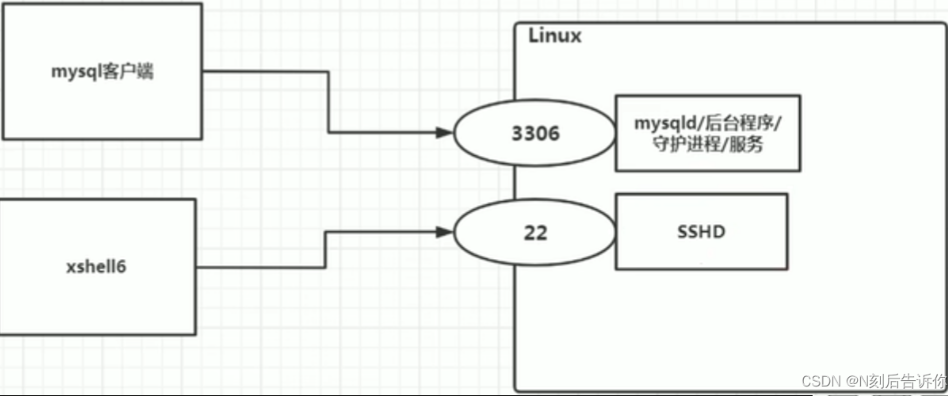 Linux
mysql客户端
3306
mysqld/后台程序/
守护进程/服务
xshell6
22
SSHD
CSDN @N刻后告诉你